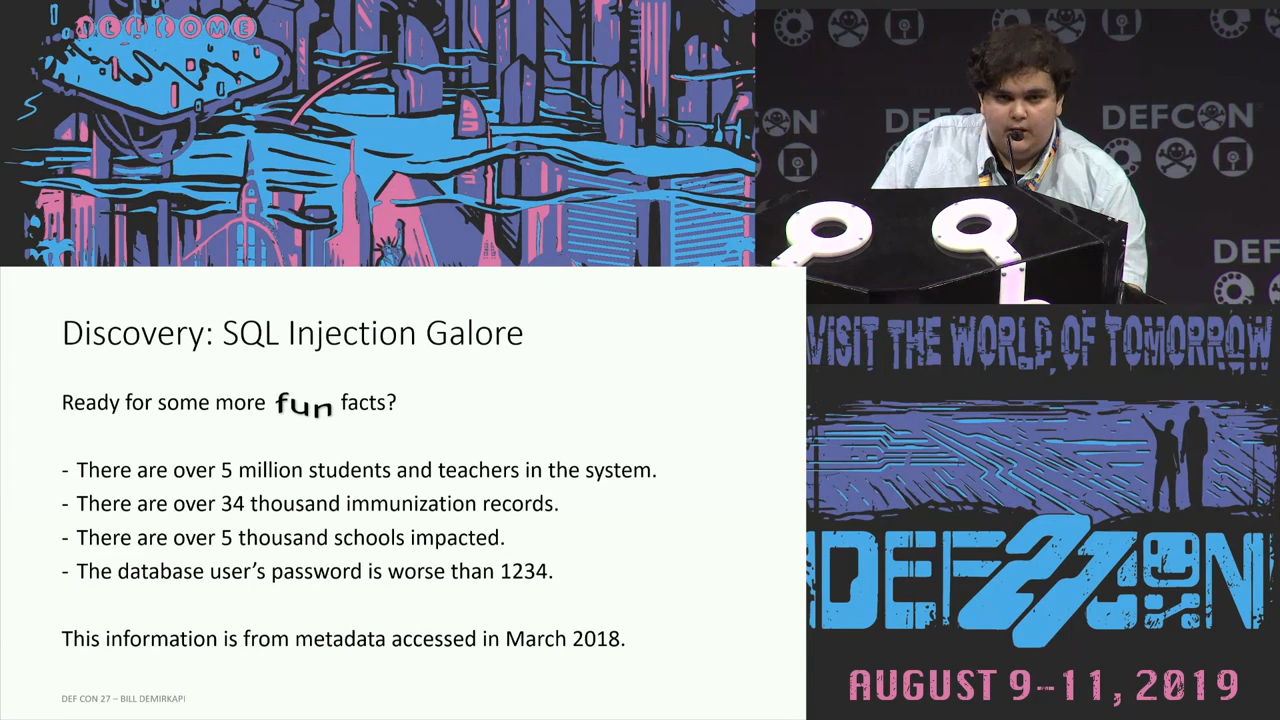 WELCOME
DEFCON
DEFCON
DEFCON
DEFCON
Discovery: SQL Injection Galore
Ready for some more fun facts?
- There are over 5 million students and teachers in the system.
- There are over 34 thousand immunization records.
- There are over 5 thousand schools impacted.
- The database user's password is worse than 1234.
This information is from metadata accessed in March 2018.
DEF CON 27 – BILL DEMIRKAPI
VISIT THE WORLD OF TOMORROW
DEF27CON
AUGUST 9-11, 2019